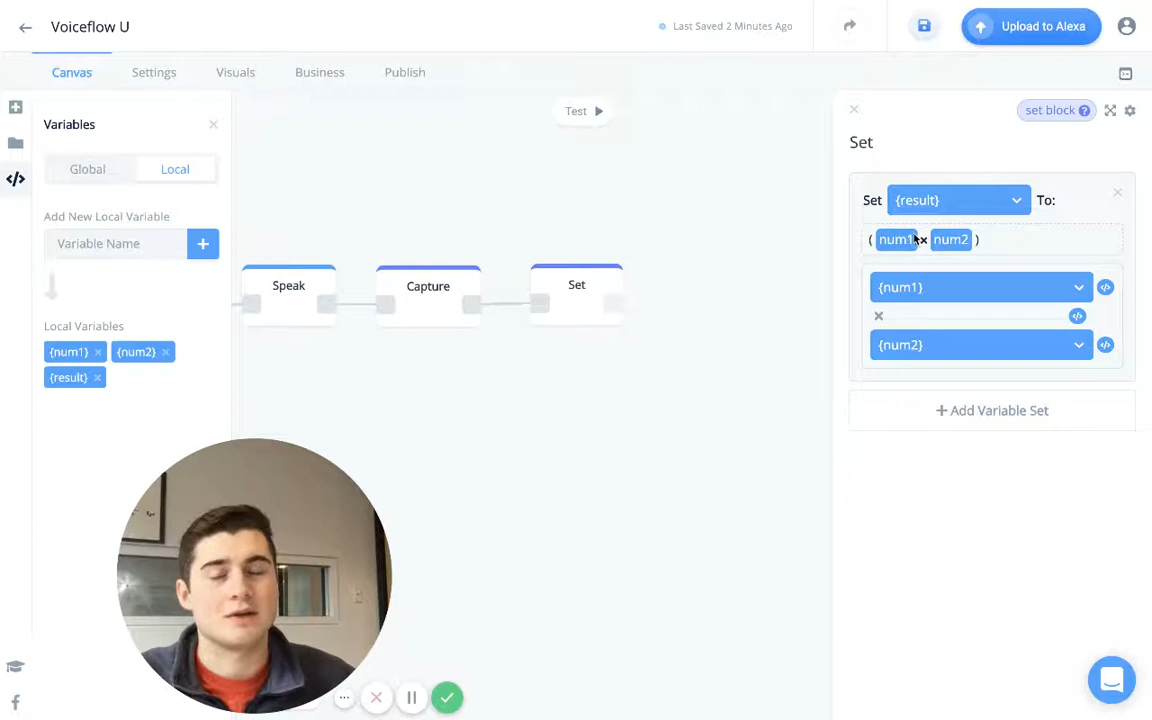 Voiceflow U
Last Saved 2 Minutes Ago
Upload to Alexa
Canvas
Settings
Visuals
Business
Publish
Variables
Global
Local
Add New Local Variable
Variable Name
Local Variables
{num1}
{num2}
{result}
Test
Speak
Capture
Set
set block
Set
Set {result} To:
( num1 × num2 )
{num1}
×
{num2}
+ Add Variable Set